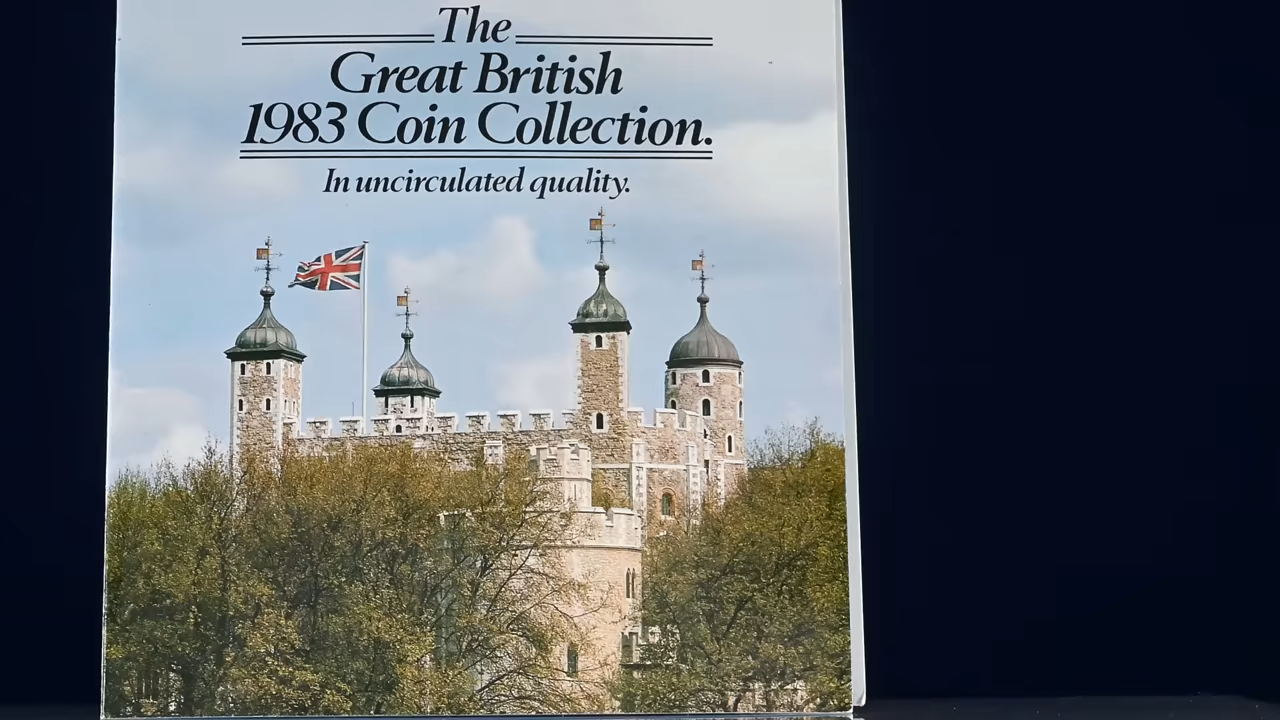 The
Great British
1983 Coin Collection.
In uncirculated quality.